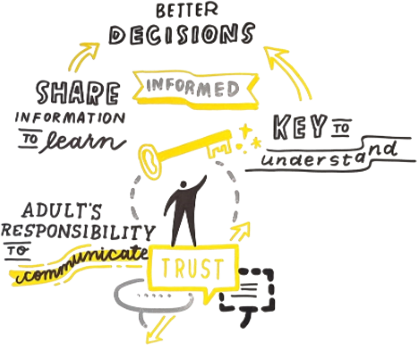 BETTER
DECISIONS
INFORMED
SHARE
INFORMATION
TO learn
KEY TO
understand
ADULT'S
RESPONSIBILITY
TO
communicate
TRUST